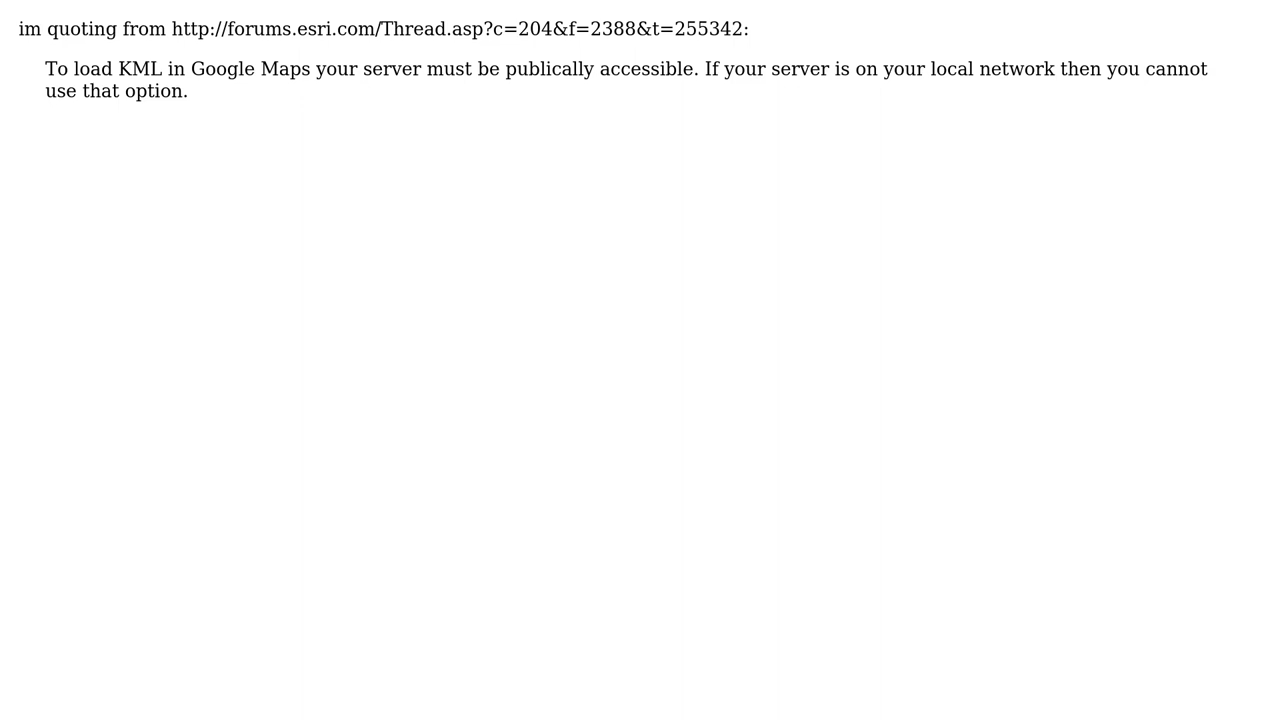 im quoting from http://forums.esri.com/Thread.asp?c=204&f=2388&t=255342:
To load KML in Google Maps your server must be publically accessible. If your server is on your local network then you cannot
use that option.